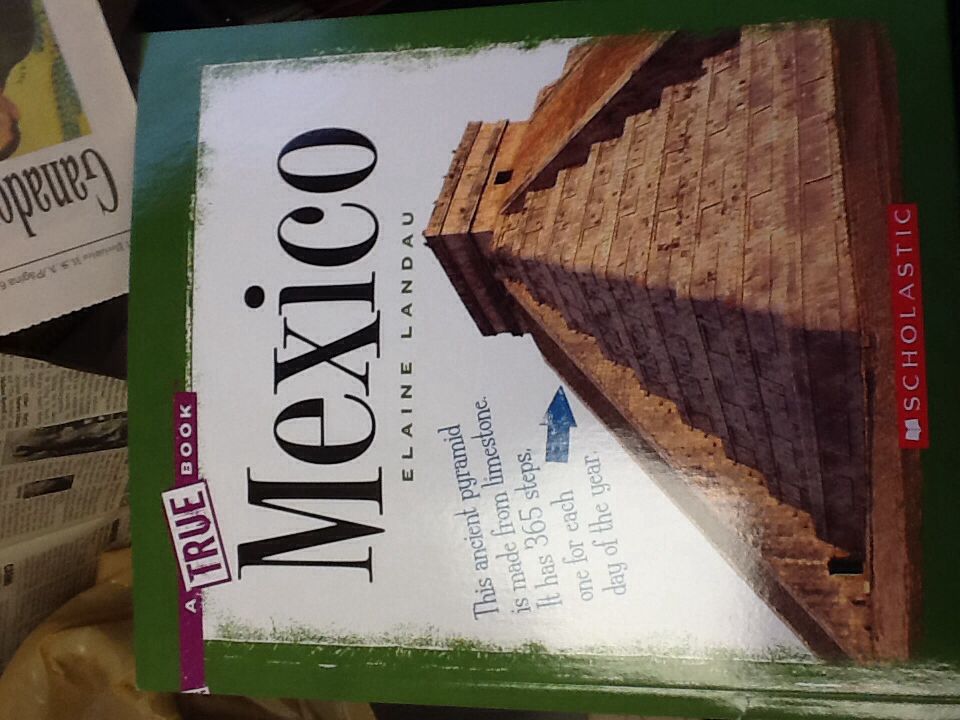 A TRUE BOOK
Mexico
ELAINE LANDAU
This ancient pyramid
is made from limestone.
It has 365 steps,
one for each
day of the year.
SCHOLASTIC
Ganado